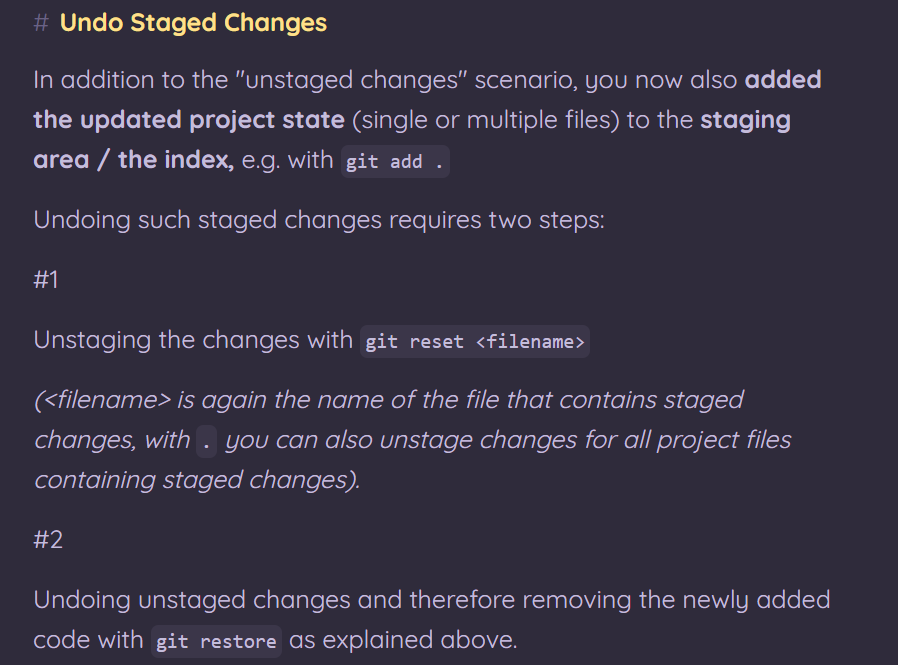 # Undo Staged Changes
In addition to the "unstaged changes" scenario, you now also added
the updated project state (single or multiple files) to the staging
area / the index, e.g. with git add .
Undoing such staged changes requires two steps:
#1
Unstaging the changes with git reset <filename>
(<filename> is again the name of the file that contains staged
changes, with . you can also unstage changes for all project files
containing staged changes).
#2
Undoing unstaged changes and therefore removing the newly added
code with git restore as explained above.